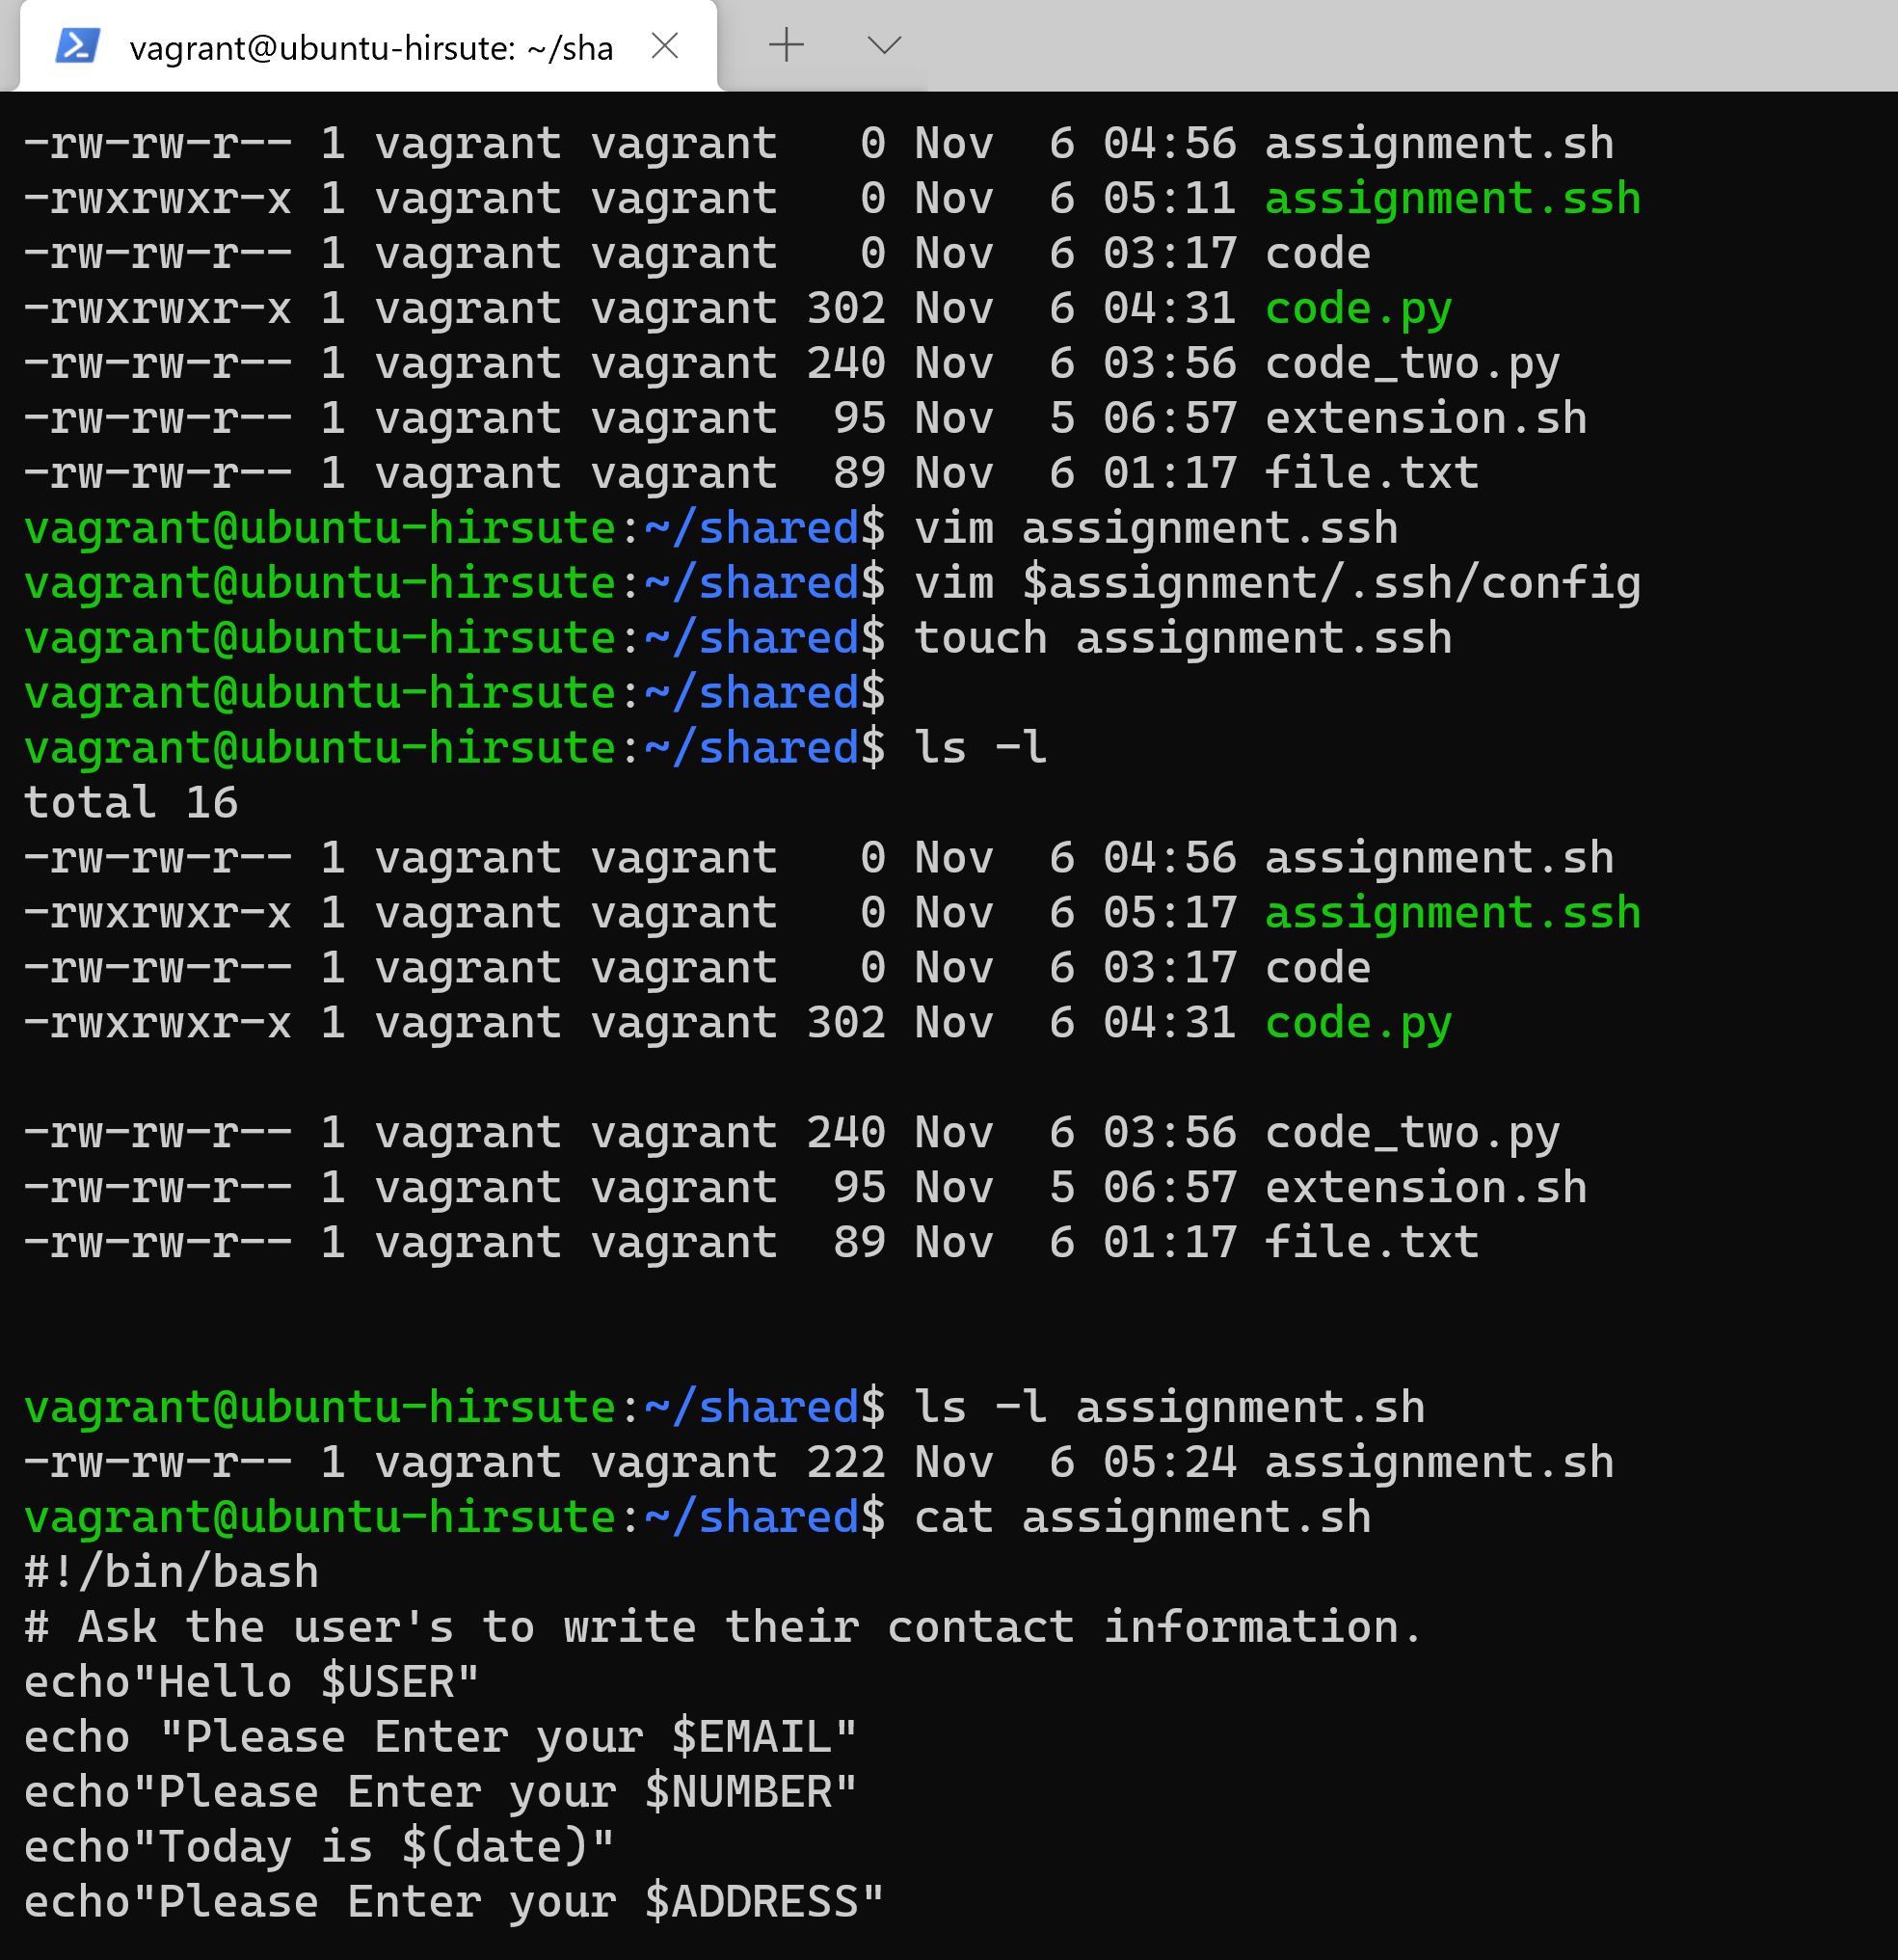 vagrant@ubuntu-hirsute: ~/sha
-rw-rw-r-- 1 vagrant vagrant   0 Nov  6 04:56 assignment.sh
-rwxrwxr-x 1 vagrant vagrant   0 Nov  6 05:11 assignment.ssh
-rw-rw-r-- 1 vagrant vagrant   0 Nov  6 03:17 code
-rwxrwxr-x 1 vagrant vagrant 302 Nov  6 04:31 code.py
-rw-rw-r-- 1 vagrant vagrant 240 Nov  6 03:56 code_two.py
-rw-rw-r-- 1 vagrant vagrant  95 Nov  5 06:57 extension.sh
-rw-rw-r-- 1 vagrant vagrant  89 Nov  6 01:17 file.txt
vagrant@ubuntu-hirsute:~/shared$ vim assignment.ssh
vagrant@ubuntu-hirsute:~/shared$ vim $assignment/.ssh/config
vagrant@ubuntu-hirsute:~/shared$ touch assignment.ssh
vagrant@ubuntu-hirsute:~/shared$
vagrant@ubuntu-hirsute:~/shared$ ls -l
total 16
-rw-rw-r-- 1 vagrant vagrant   0 Nov  6 04:56 assignment.sh
-rwxrwxr-x 1 vagrant vagrant   0 Nov  6 05:17 assignment.ssh
-rw-rw-r-- 1 vagrant vagrant   0 Nov  6 03:17 code
-rwxrwxr-x 1 vagrant vagrant 302 Nov  6 04:31 code.py
-rw-rw-r-- 1 vagrant vagrant 240 Nov  6 03:56 code_two.py
-rw-rw-r-- 1 vagrant vagrant  95 Nov  5 06:57 extension.sh
-rw-rw-r-- 1 vagrant vagrant  89 Nov  6 01:17 file.txt
vagrant@ubuntu-hirsute:~/shared$ ls -l assignment.sh
-rw-rw-r-- 1 vagrant vagrant 222 Nov  6 05:24 assignment.sh
vagrant@ubuntu-hirsute:~/shared$ cat assignment.sh
#!/bin/bash
# Ask the user's to write their contact information.
echo"Hello $USER"
echo "Please Enter your $EMAIL"
echo"Please Enter your $NUMBER"
echo"Today is $(date)"
echo"Please Enter your $ADDRESS"